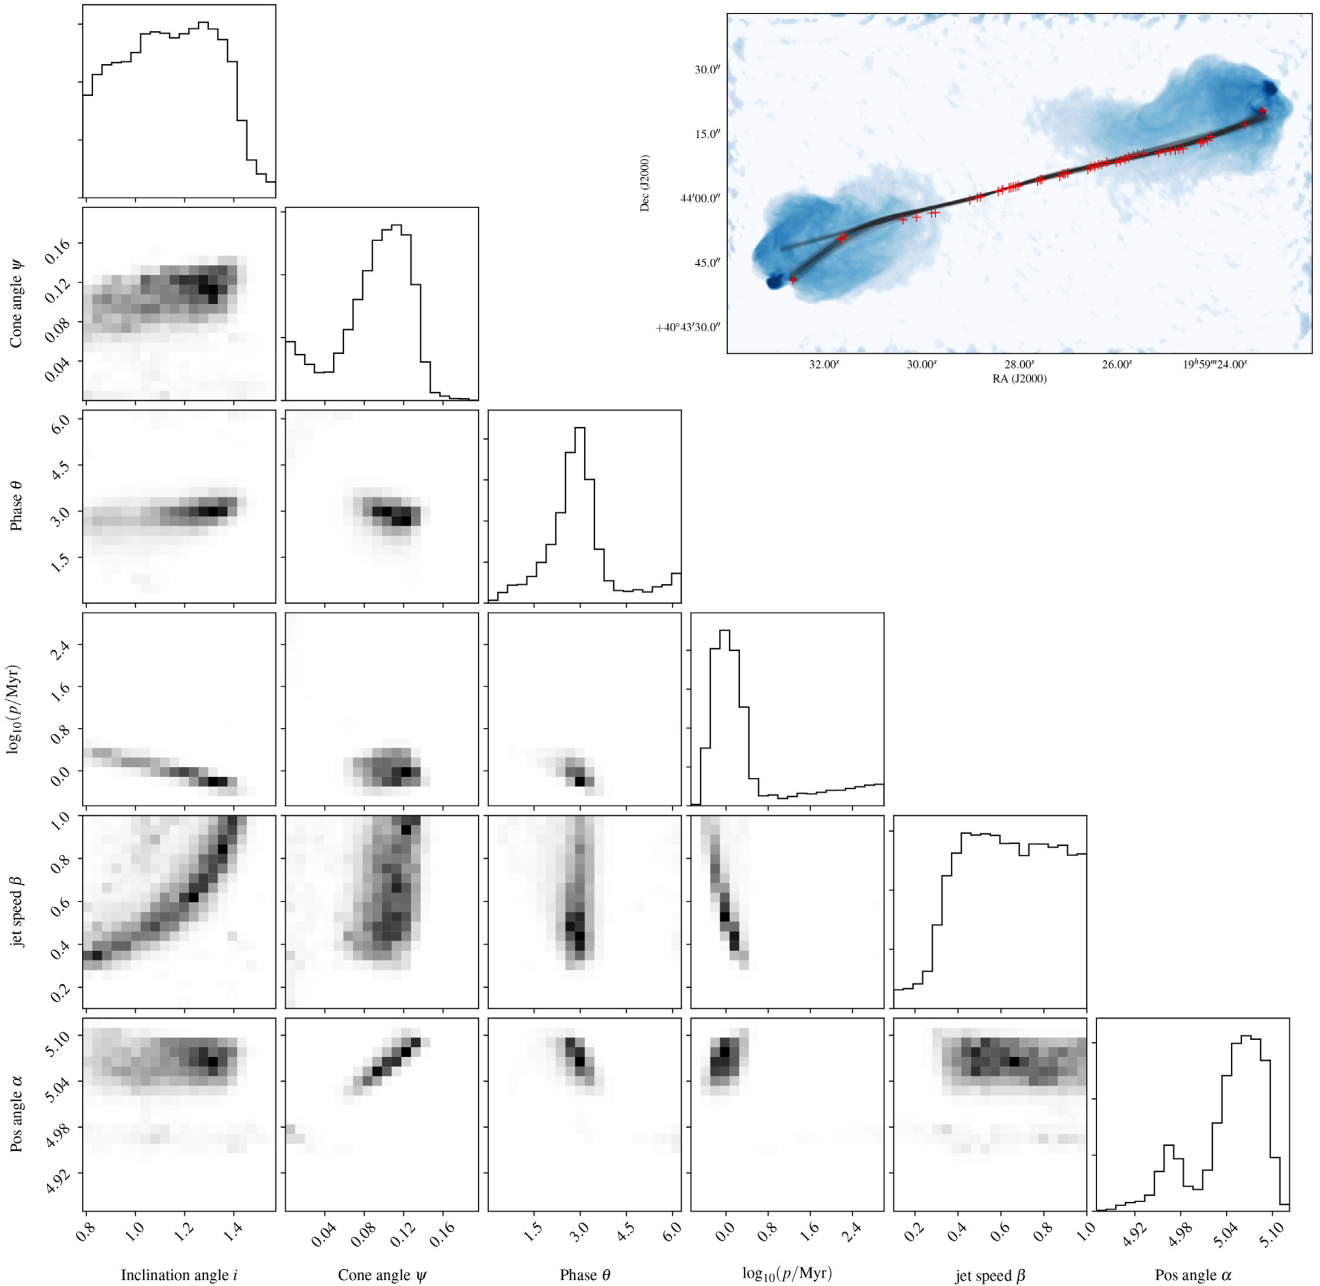 30.0″
15.0″
44′00.0″
45.0″
+40°43′30.0″
Dec (J2000)
32.00ˢ 30.00ˢ 28.00ˢ 26.00ˢ 19ʰ59ᵐ24.00ˢ
RA (J2000)
Cone angle ψ
0.16
0.12
0.08
0.04
Phase θ
6.0
4.5
3.0
1.5
log₁₀(p/Myr)
2.4
1.6
0.8
0.0
jet speed β
1.0
0.8
0.6
0.4
0.2
Pos angle α
5.10
5.04
4.98
4.92
0.8 1.0 1.2 1.4 0.04 0.08 0.12 0.16 1.5 3.0 4.5 6.0 0.0 0.8 1.6 2.4 0.2 0.4 0.6 0.8 1.0 4.92 4.98 5.04 5.10
Inclination angle i Cone angle ψ Phase θ log₁₀(p/Myr) jet speed β Pos angle α